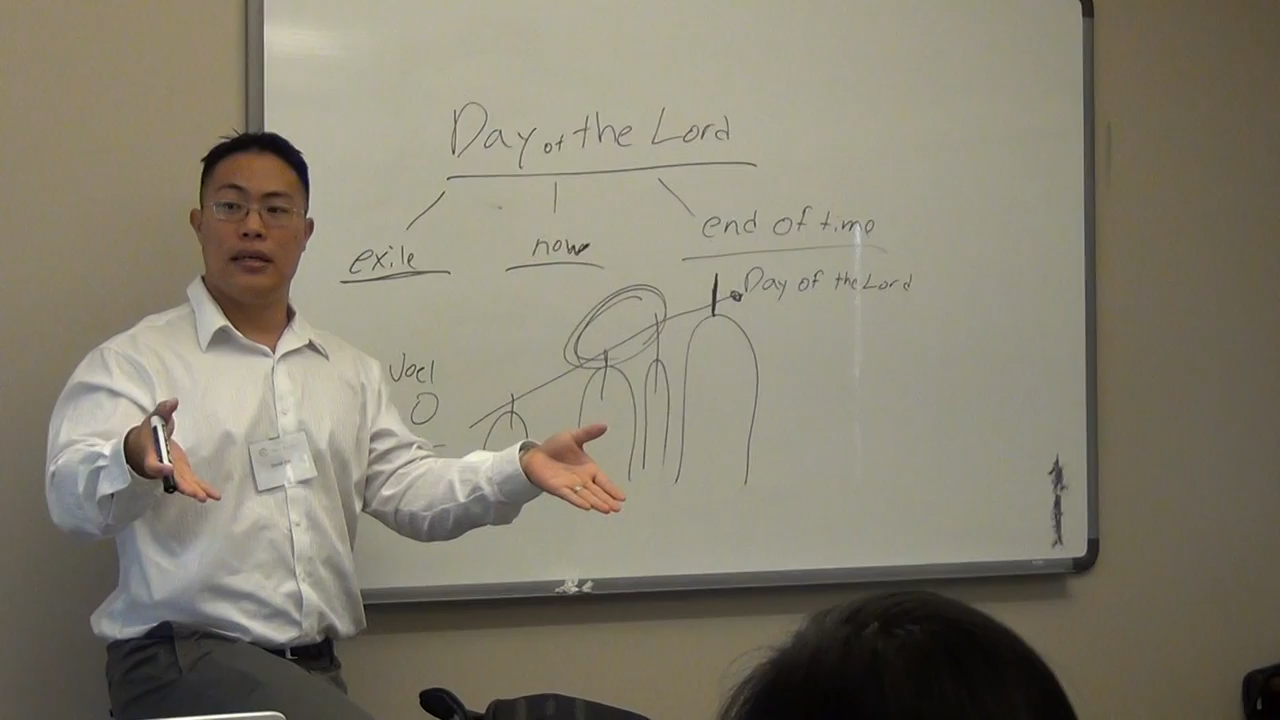 Day of the Lord
exile
now
end of time
Day of the Lord
Joel